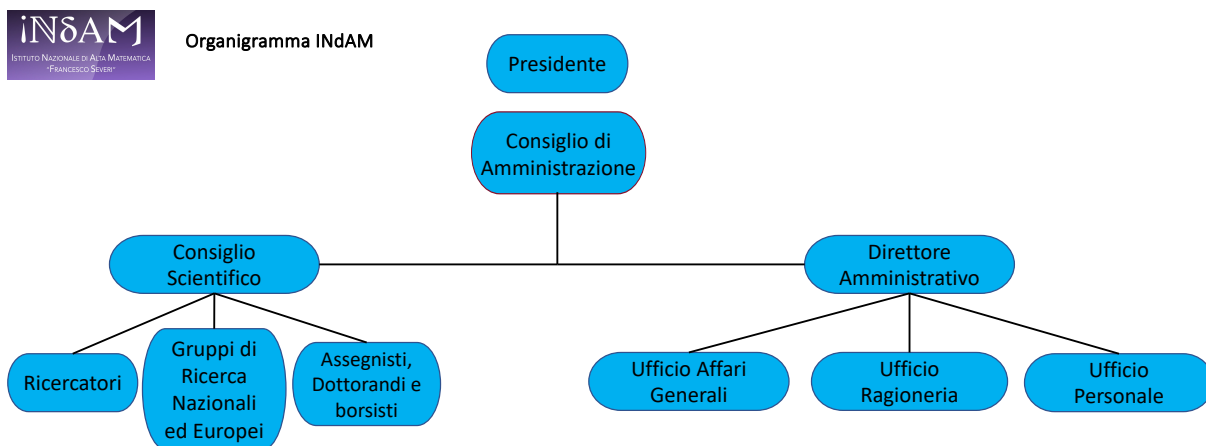 iNδAM
ISTITUTO NAZIONALE DI ALTA MATEMATICA
"FRANCESCO SEVERI"
Organigramma INdAM
Presidente
Consiglio di
Amministrazione
Consiglio
Scientifico
Direttore
Amministrativo
Ricercatori
Gruppi di
Ricerca
Nazionali
ed Europei
Assegnisti,
Dottorandi e
borsisti
Ufficio Affari
Generali
Ufficio
Ragioneria
Ufficio
Personale